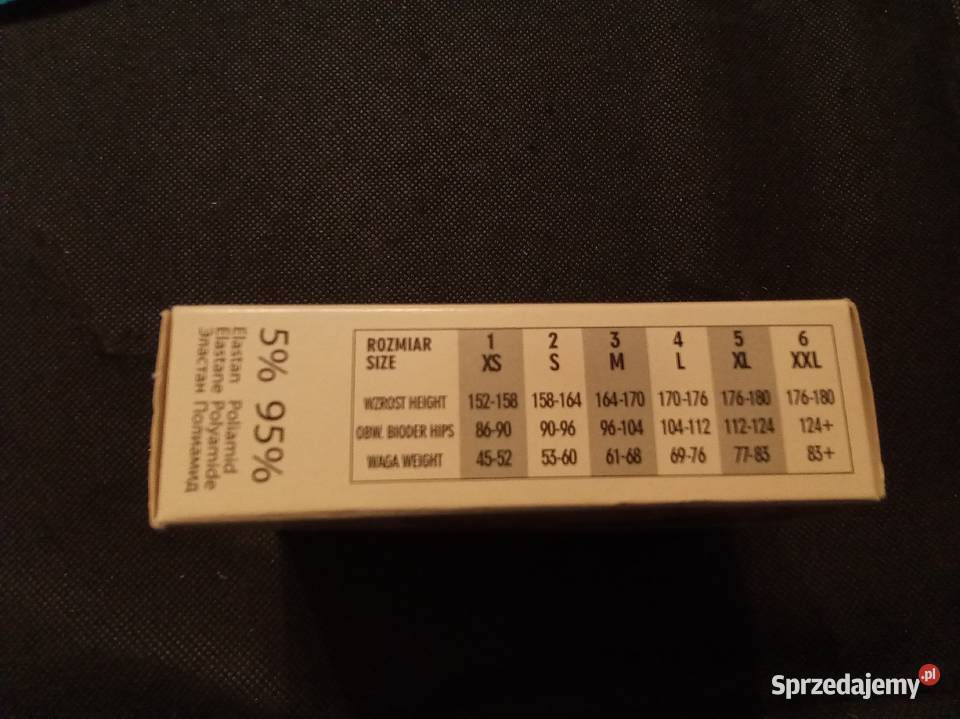 ROZMIAR 1 2 3 4 5 6
SIZE XS S M L XL XXL
WZROST HEIGHT 152-158 158-164 164-170 170-176 176-180 176-180
OBW. BIODER HIPS 86-90 90-96 96-104 104-112 112-124 124+
WAGA WEIGHT 45-52 53-60 61-68 69-76 77-83 83+
5% 95%
Elastan Poliamid
Elastane Polyamide
Эластан Полиамид
Sprzedajemy.pl